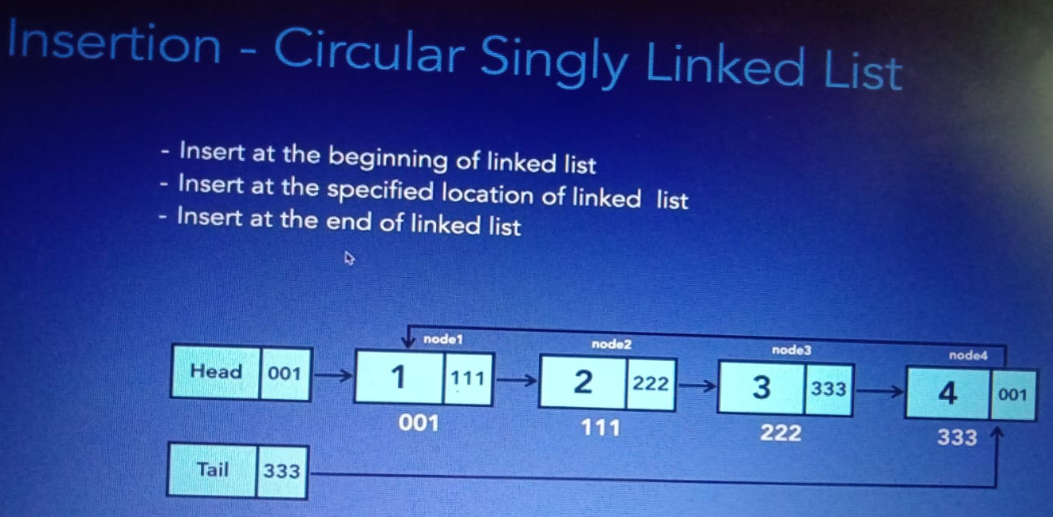 Insertion - Circular Singly Linked List
- Insert at the beginning of linked list
- Insert at the specified location of linked list
- Insert at the end of linked list
node1 node2 node3 node4
Head 001 1 111 2 222 3 333 4 001
001 111 222 333
Tail 333